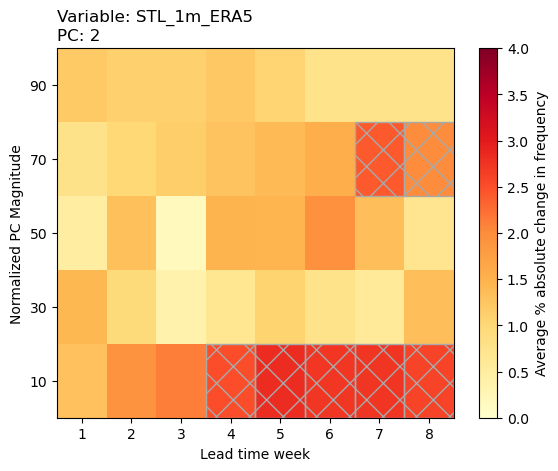 Variable: STL_1m_ERA5
PC: 2
Normalized PC Magnitude
90
70
50
30
10
1 2 3 4 5 6 7 8
Lead time week
4.0
3.5
3.0
2.5
2.0
1.5
1.0
0.5
0.0
Average % absolute change in frequency